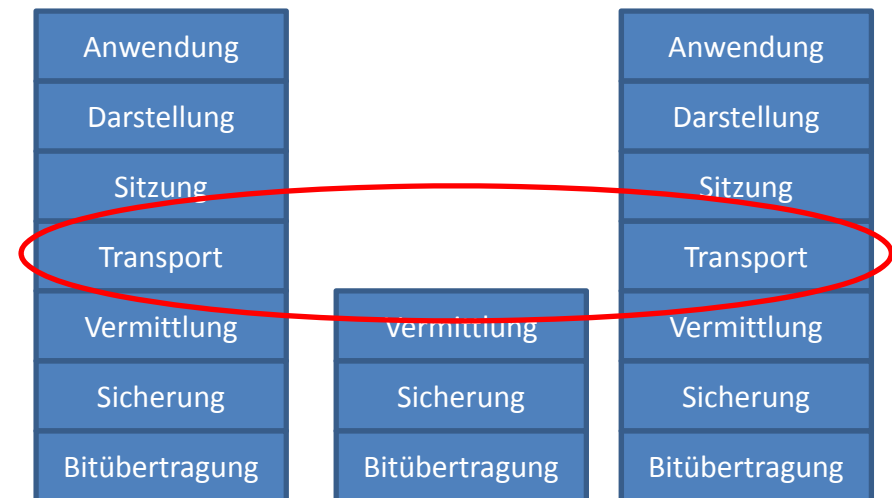 Anwendung
Anwendung
Darstellung
Darstellung
Sitzung
Sitzung
Transport
Transport
Vermittlung
Vermittlung
Vermittlung
Sicherung
Sicherung
Sicherung
Bitübertragung
Bitübertragung
Bitübertragung